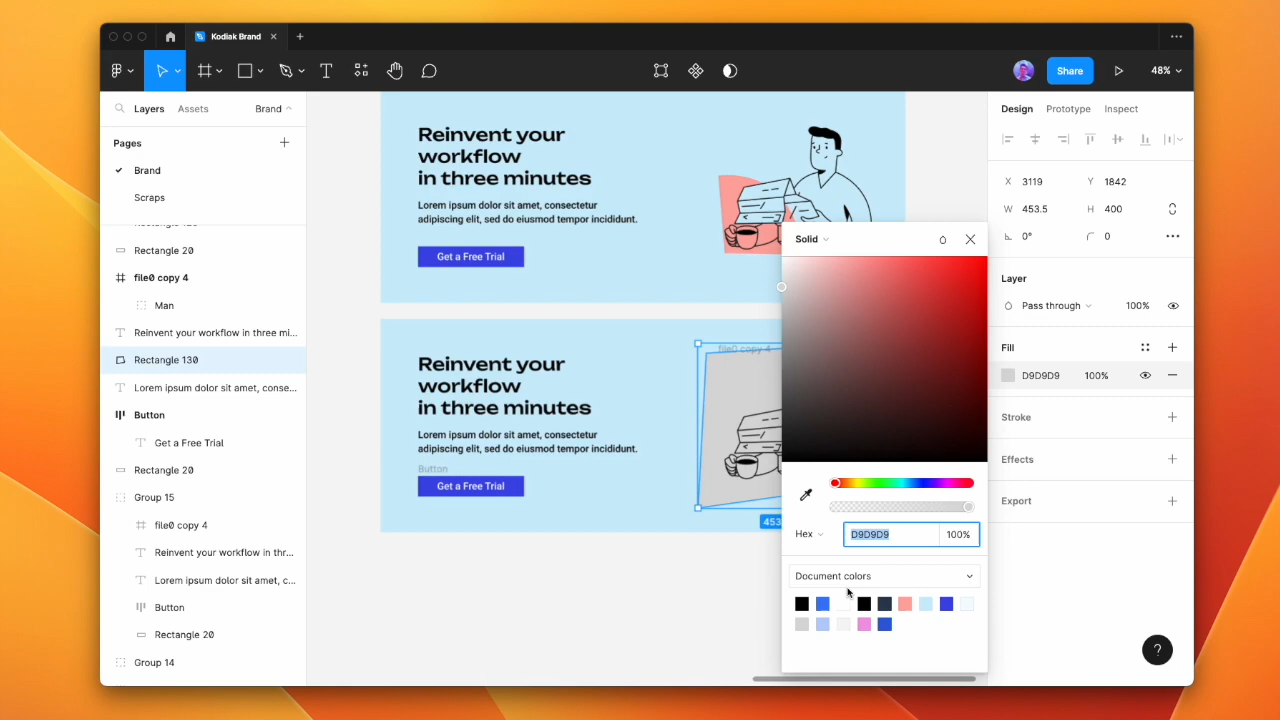 Kodiak Brand
Share
48%
Layers
Assets
Brand
Pages
Brand
Scraps
Rectangle 20
file0 copy 4
Man
Reinvent your workflow in three mi...
Rectangle 130
Lorem ipsum dolor sit amet, conse...
Button
Get a Free Trial
Rectangle 20
Group 15
file0 copy 4
Reinvent your workflow in thr...
Lorem ipsum dolor sit amet, c...
Button
Rectangle 20
Group 14
Reinvent your
workflow
in three minutes
Lorem ipsum dolor sit amet, consectetur
adipiscing elit, sed do eiusmod tempor incididunt.
Get a Free Trial
Reinvent your
workflow
in three minutes
Lorem ipsum dolor sit amet, consectetur
adipiscing elit, sed do eiusmod tempor incididunt.
Button
Get a Free Trial
file0 copy 4
453
Solid
Hex
D9D9D9
100%
Document colors
Design
Prototype
Inspect
X 3119
Y 1842
W 453.5
H 400
0°
0
Layer
Pass through
100%
Fill
D9D9D9
100%
Stroke
Effects
Export
?